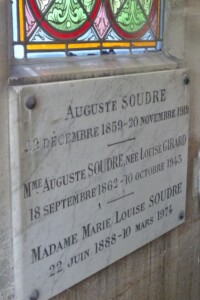 AUGUSTE SOUDRE
DÉCEMBRE 1859-20 NOVEMBRE
MME AUGUSTE SOUDRE, NÉE LOUISE GIRARD
18 SEPTEMBRE 1862-10 OCTOBRE 1943
MADAME MARIE LOUISE SOUDRE
22 JUIN 1888-10 MARS 1974